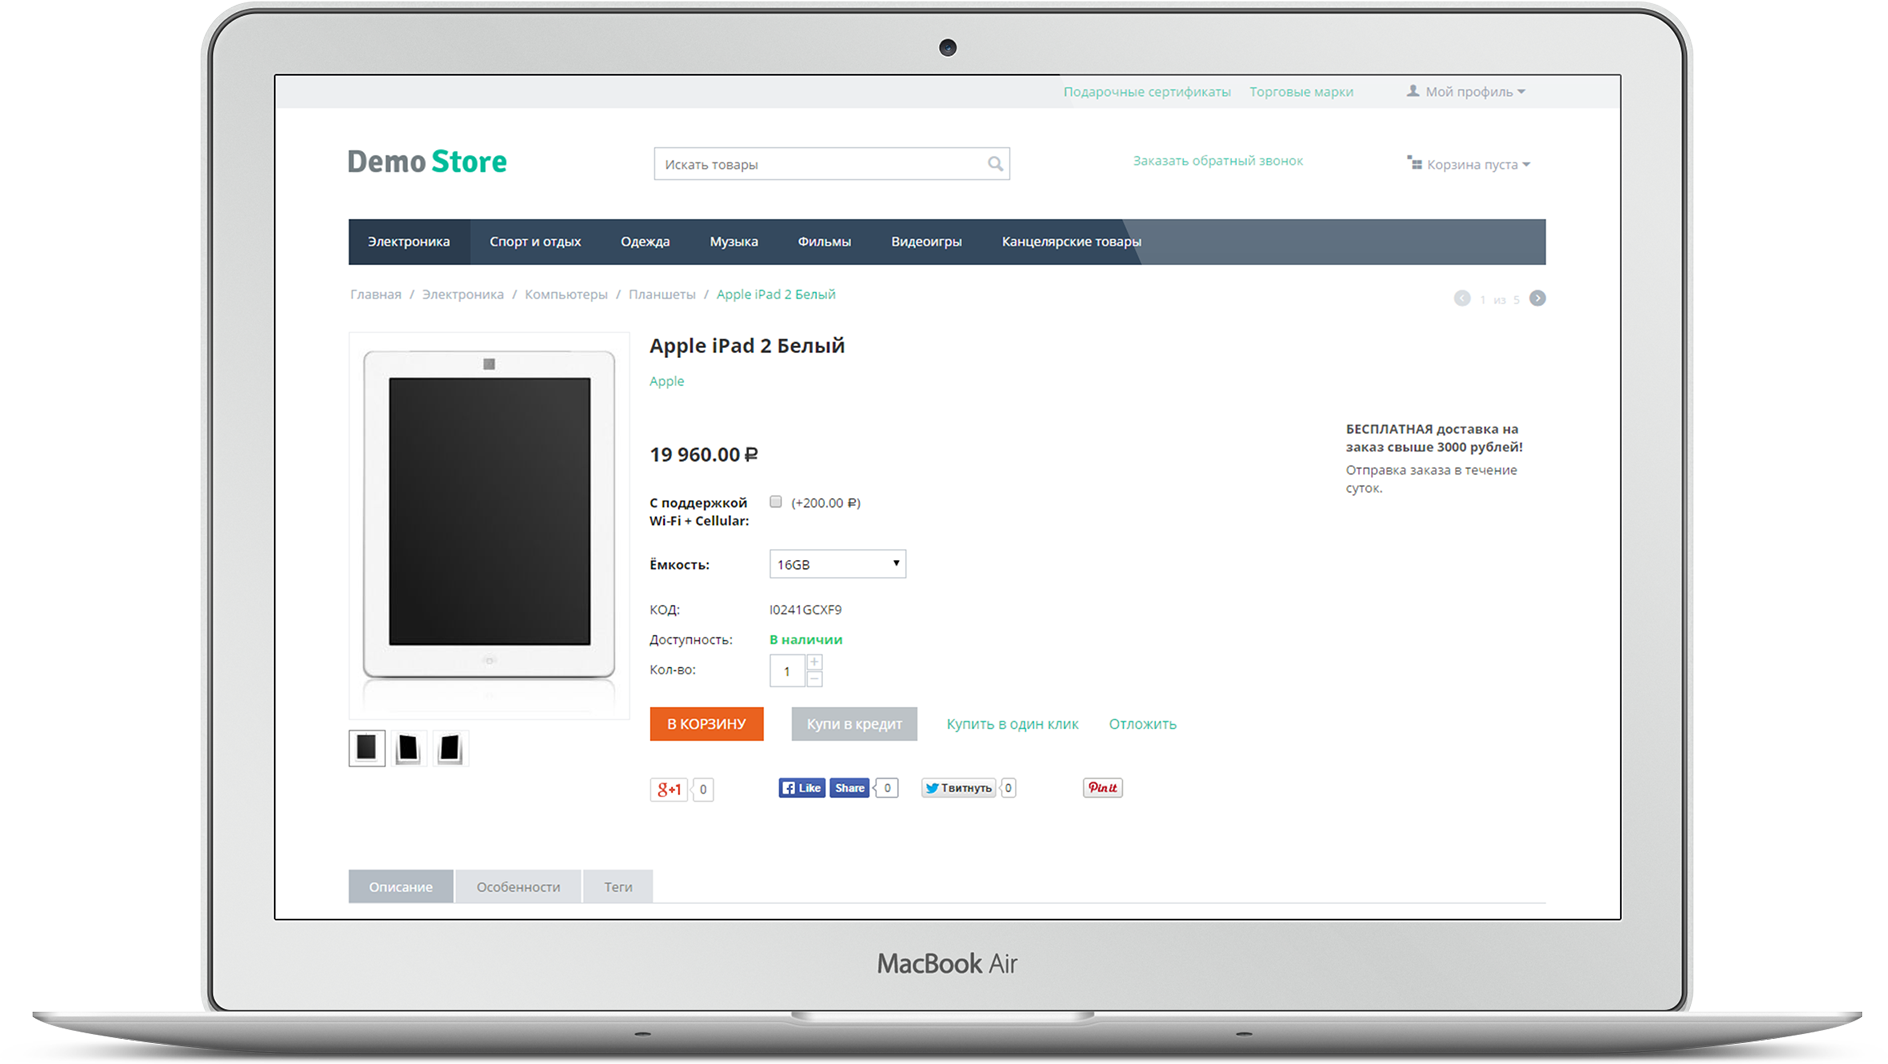 Подарочные сертификаты Торговые марки Мой профиль
Demo Store
Искать товары
Заказать обратный звонок
Корзина пуста
Электроника Спорт и отдых Одежда Музыка Фильмы Видеоигры Канцелярские товары
Главная / Электроника / Компьютеры / Планшеты / Apple iPad 2 Белый
1 из 5
Apple iPad 2 Белый
Apple
19 960.00 ₽
БЕСПЛАТНАЯ доставка на
заказ свыше 3000 рублей!
Отправка заказа в течение
суток.
С поддержкой
Wi-Fi + Cellular:
(+200.00 ₽)
Ёмкость: 16GB
КОД: I0241GCXF9
Доступность: В наличии
Кол-во: 1 + −
В КОРЗИНУ Купи в кредит Купить в один клик Отложить
g+1 0 Like Share 0 Твитнуть 0 Pin it
Описание Особенности Теги
MacBook Air